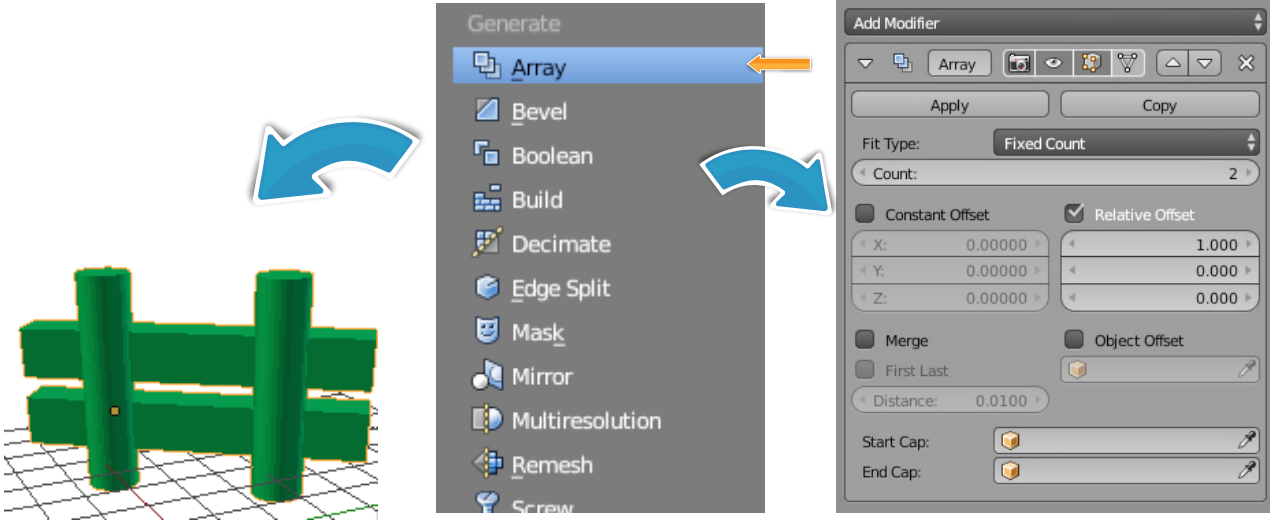 Generate
Array
Bevel
Boolean
Build
Decimate
Edge Split
Mask
Mirror
Multiresolution
Remesh
Screw
Add Modifier
Array
Apply Copy
Fit Type: Fixed Count
Count: 2
Constant Offset Relative Offset
X: 0.00000 1.000
Y: 0.00000 0.000
Z: 0.00000 0.000
Merge Object Offset
First Last
Distance: 0.0100
Start Cap:
End Cap: